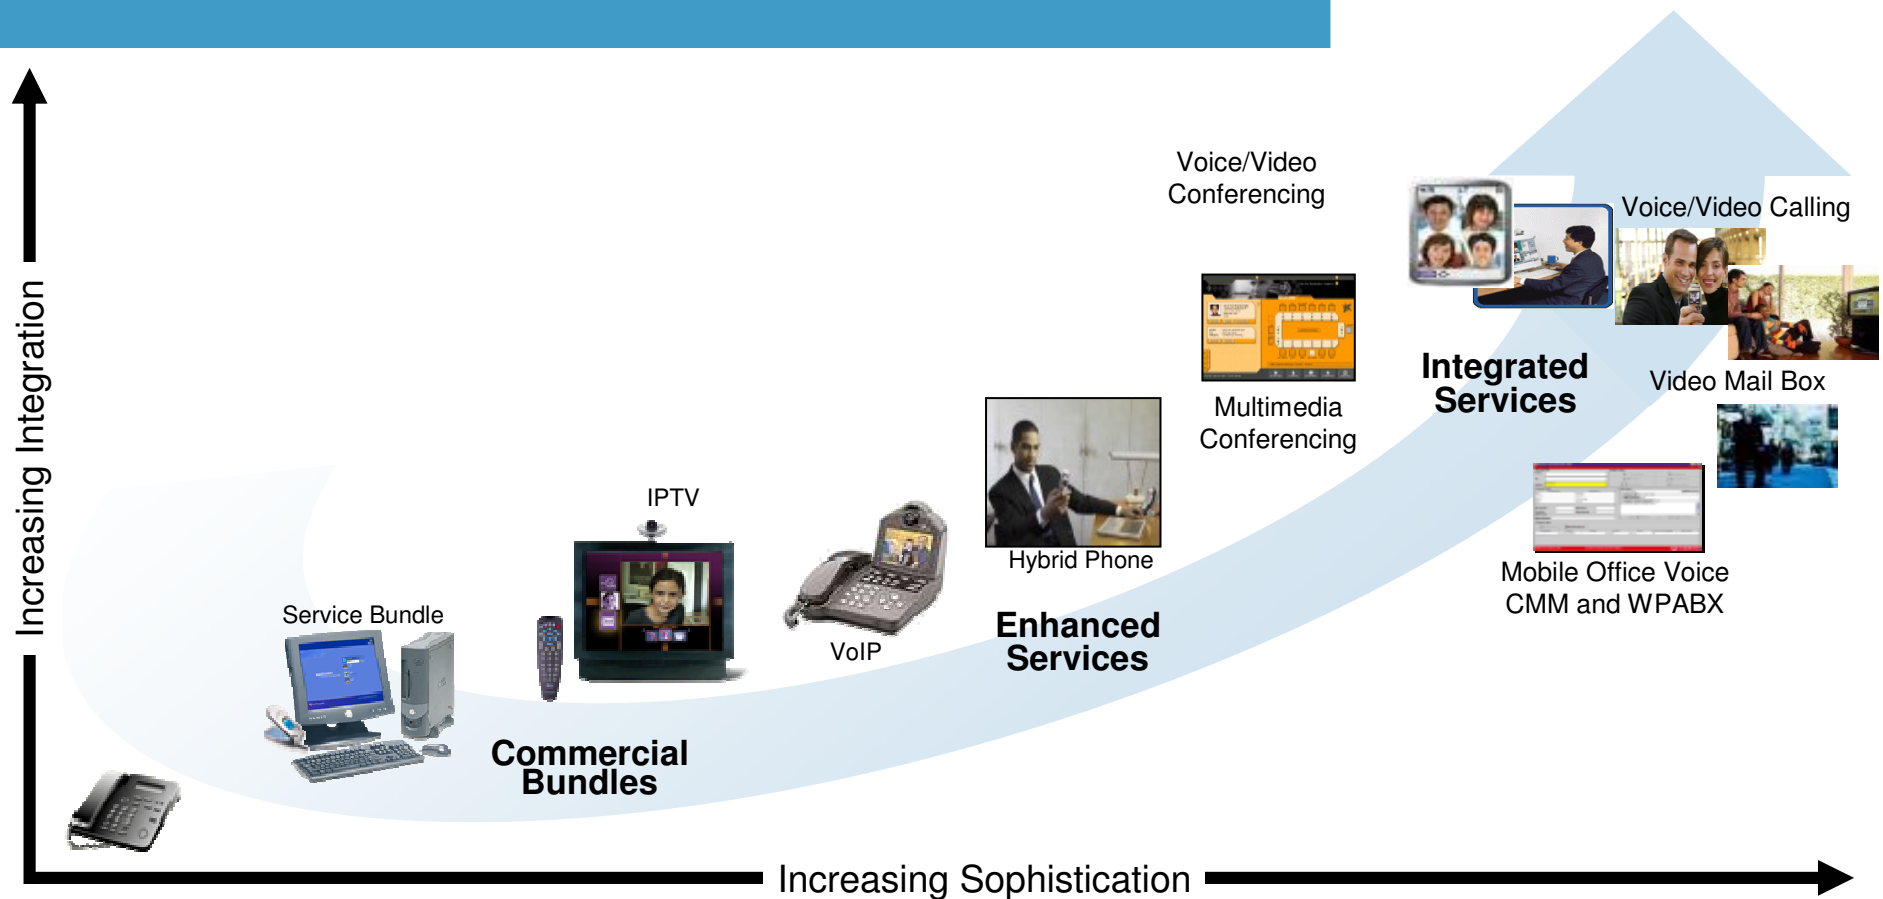 Voice/Video
Conferencing
Voice/Video Calling
Increasing Integration
Integrated
Services
Video Mail Box
Multimedia
Conferencing
IPTV
Hybrid Phone
Mobile Office Voice
CMM and WPABX
Service Bundle
VoIP
Enhanced
Services
Commercial
Bundles
Increasing Sophistication